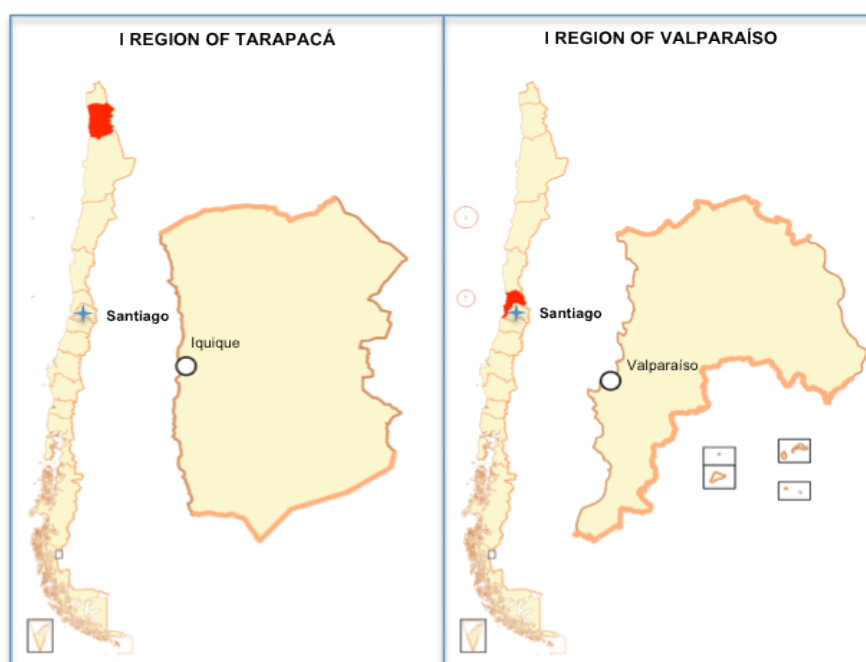 I REGION OF TARAPACÁ
Santiago
Iquique
I REGION OF VALPARAÍSO
Santiago
Valparaíso